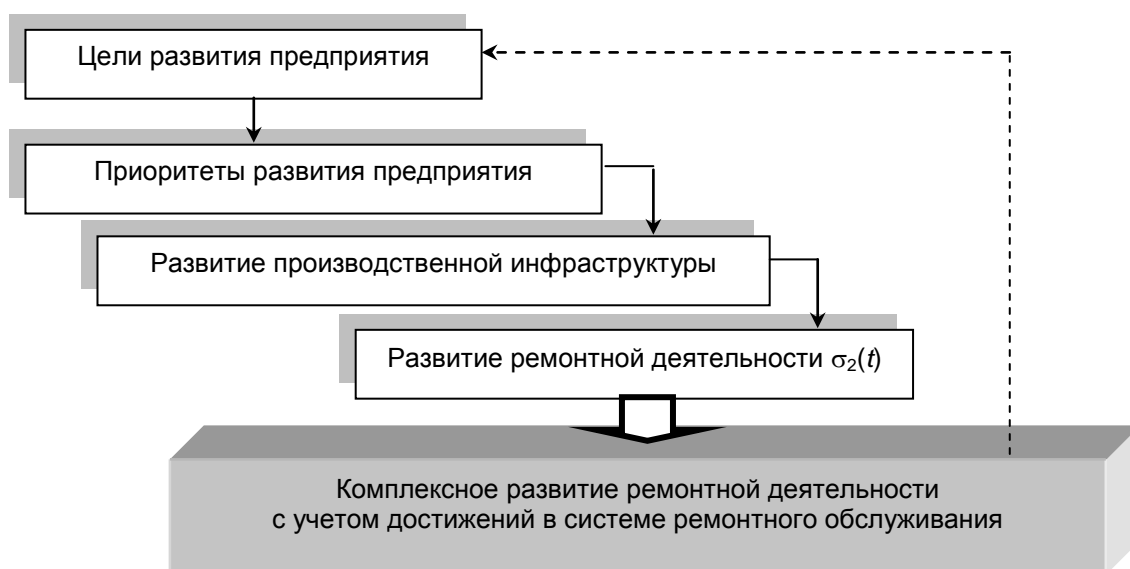 Цели развития предприятия
Приоритеты развития предприятия
Развитие производственной инфраструктуры
Развитие ремонтной деятельности σ₂(t)
Комплексное развитие ремонтной деятельности
с учетом достижений в системе ремонтного обслуживания